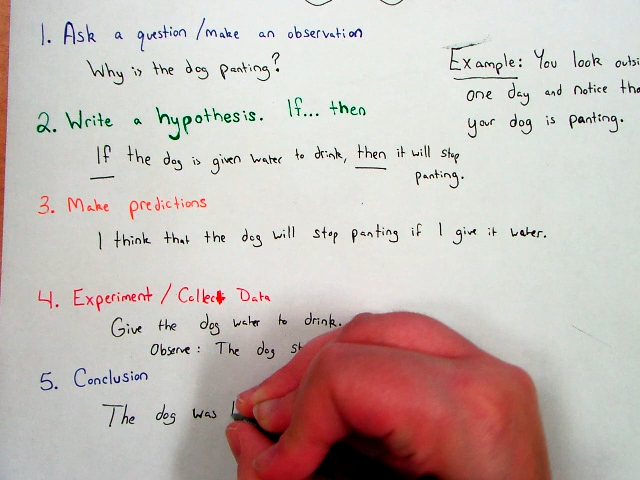 1. Ask a question / make an observation
Why is the dog panting?
Example: You look
one day and notice
your dog is panting.
2. Write a hypothesis. If... then
If the dog is given water to drink, then it will stop
panting.
3. Make predictions
I think that the dog will stop panting if I give it water.
4. Experiment / Collect Data
Give the dog water to drink.
Observe: The dog
5. Conclusion
The dog was